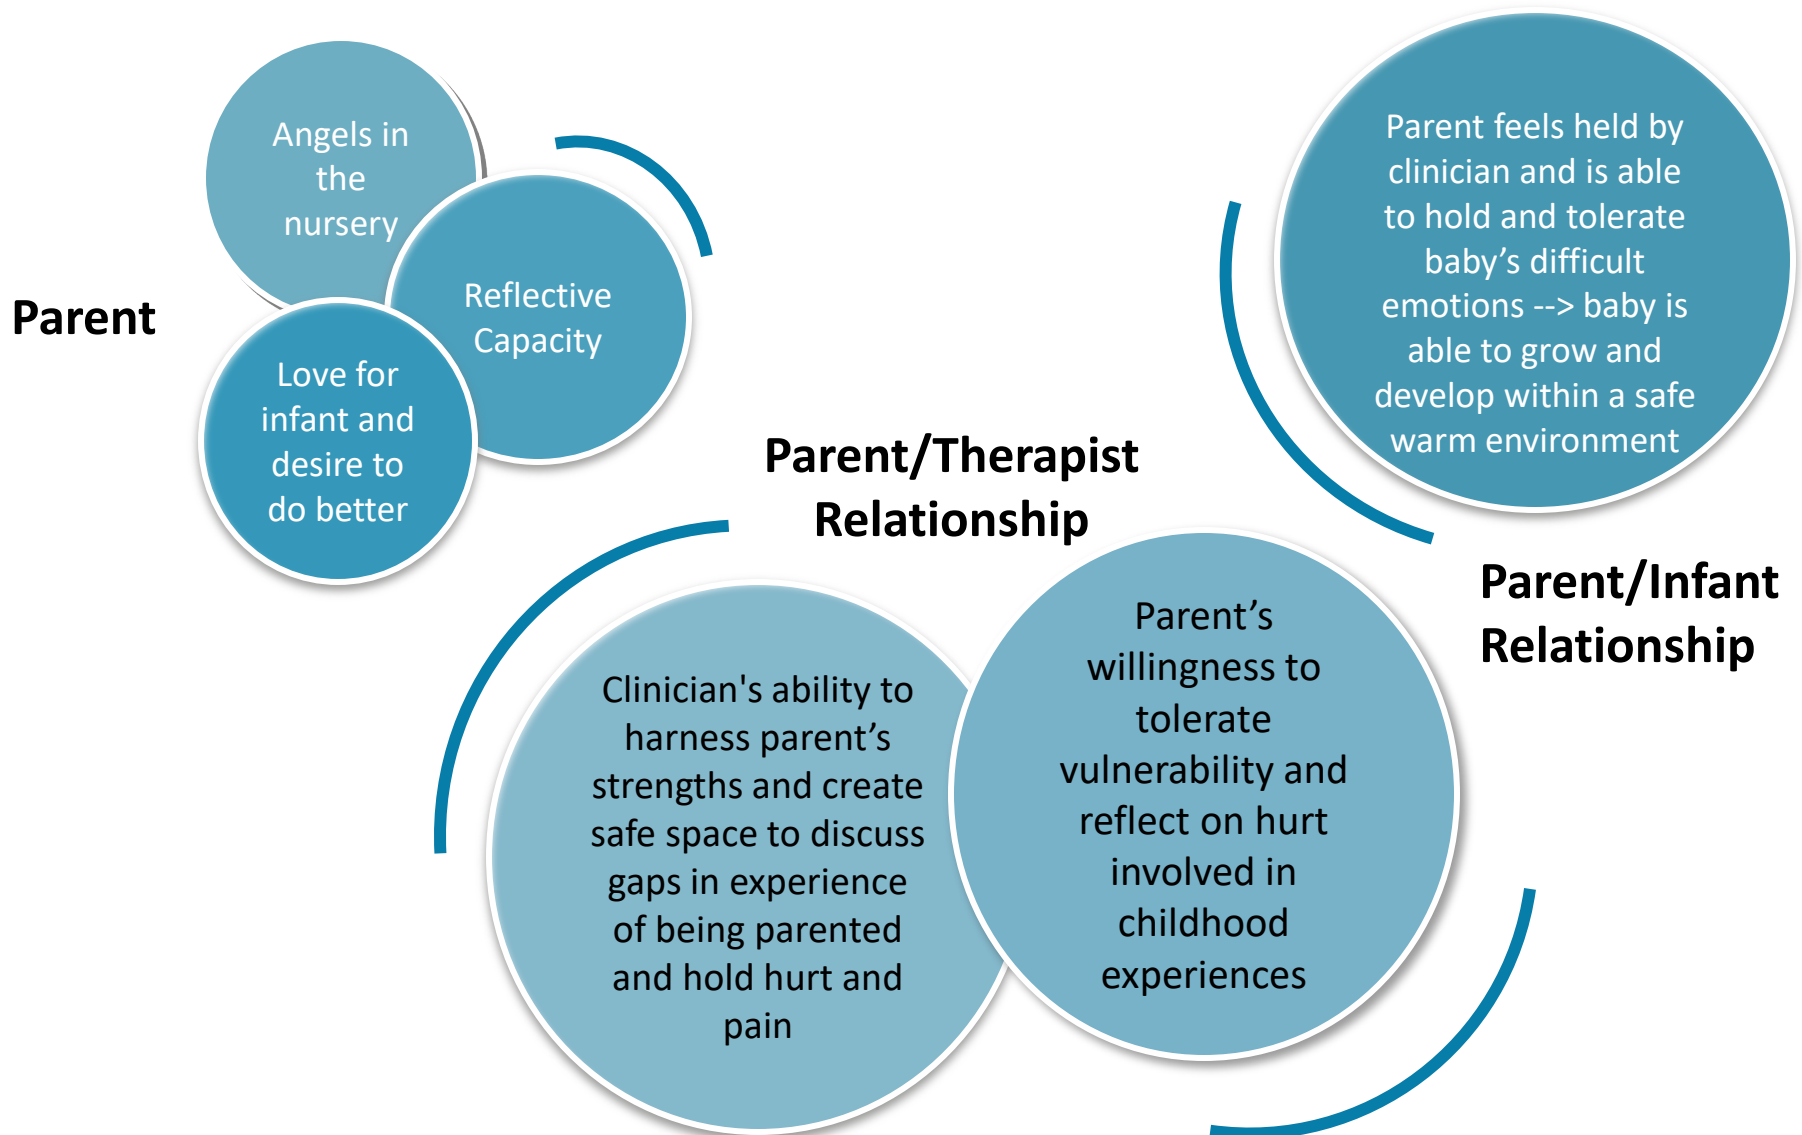 Parent
Angels in
the
nursery
Reflective
Capacity
Love for
infant and
desire to
do better
Parent/Therapist
Relationship
Clinician's ability to
harness parent’s
strengths and create
safe space to discuss
gaps in experience
of being parented
and hold hurt and
pain
Parent’s
willingness to
tolerate
vulnerability and
reflect on hurt
involved in
childhood
experiences
Parent feels held by
clinician and is able
to hold and tolerate
baby’s difficult
emotions --> baby is
able to grow and
develop within a safe
warm environment
Parent/Infant
Relationship